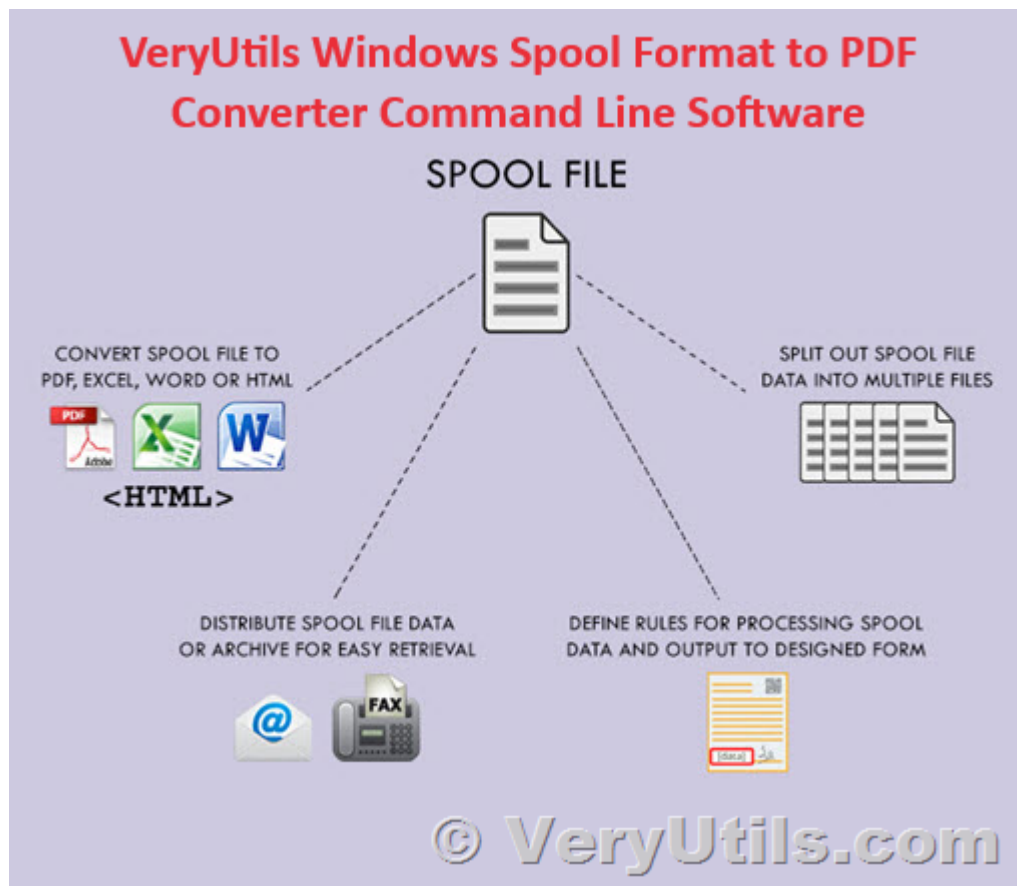 VeryUtils Windows Spool Format to PDF
Converter Command Line Software
SPOOL FILE
CONVERT SPOOL FILE TO
PDF, EXCEL, WORD OR HTML
PDF
Adobe
X
W
<HTML>
SPLIT OUT SPOOL FILE
DATA INTO MULTIPLE FILES
DISTRIBUTE SPOOL FILE DATA
OR ARCHIVE FOR EASY RETRIEVAL
@
FAX
DEFINE RULES FOR PROCESSING SPOOL
DATA AND OUTPUT TO DESIGNED FORM
[data]
© VeryUtils.com